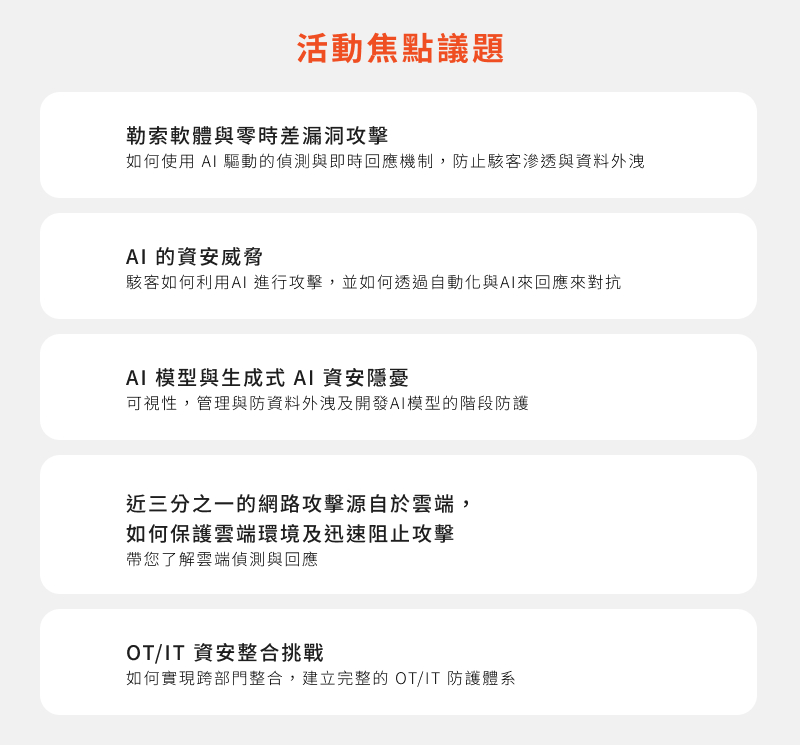 活動焦點議題
勒索軟體與零時差漏洞攻擊
如何使用 AI 驅動的偵測與即時回應機制，防止駭客滲透與資料外洩
AI 的資安威脅
駭客如何利用AI 進行攻擊，並如何透過自動化與AI來回應來對抗
AI 模型與生成式 AI 資安隱憂
可視性，管理與防資料外洩及開發AI模型的階段防護
近三分之一的網路攻擊源自於雲端，
如何保護雲端環境及迅速阻止攻擊
帶您了解雲端偵測與回應
OT/IT 資安整合挑戰
如何實現跨部門整合，建立完整的 OT/IT 防護體系